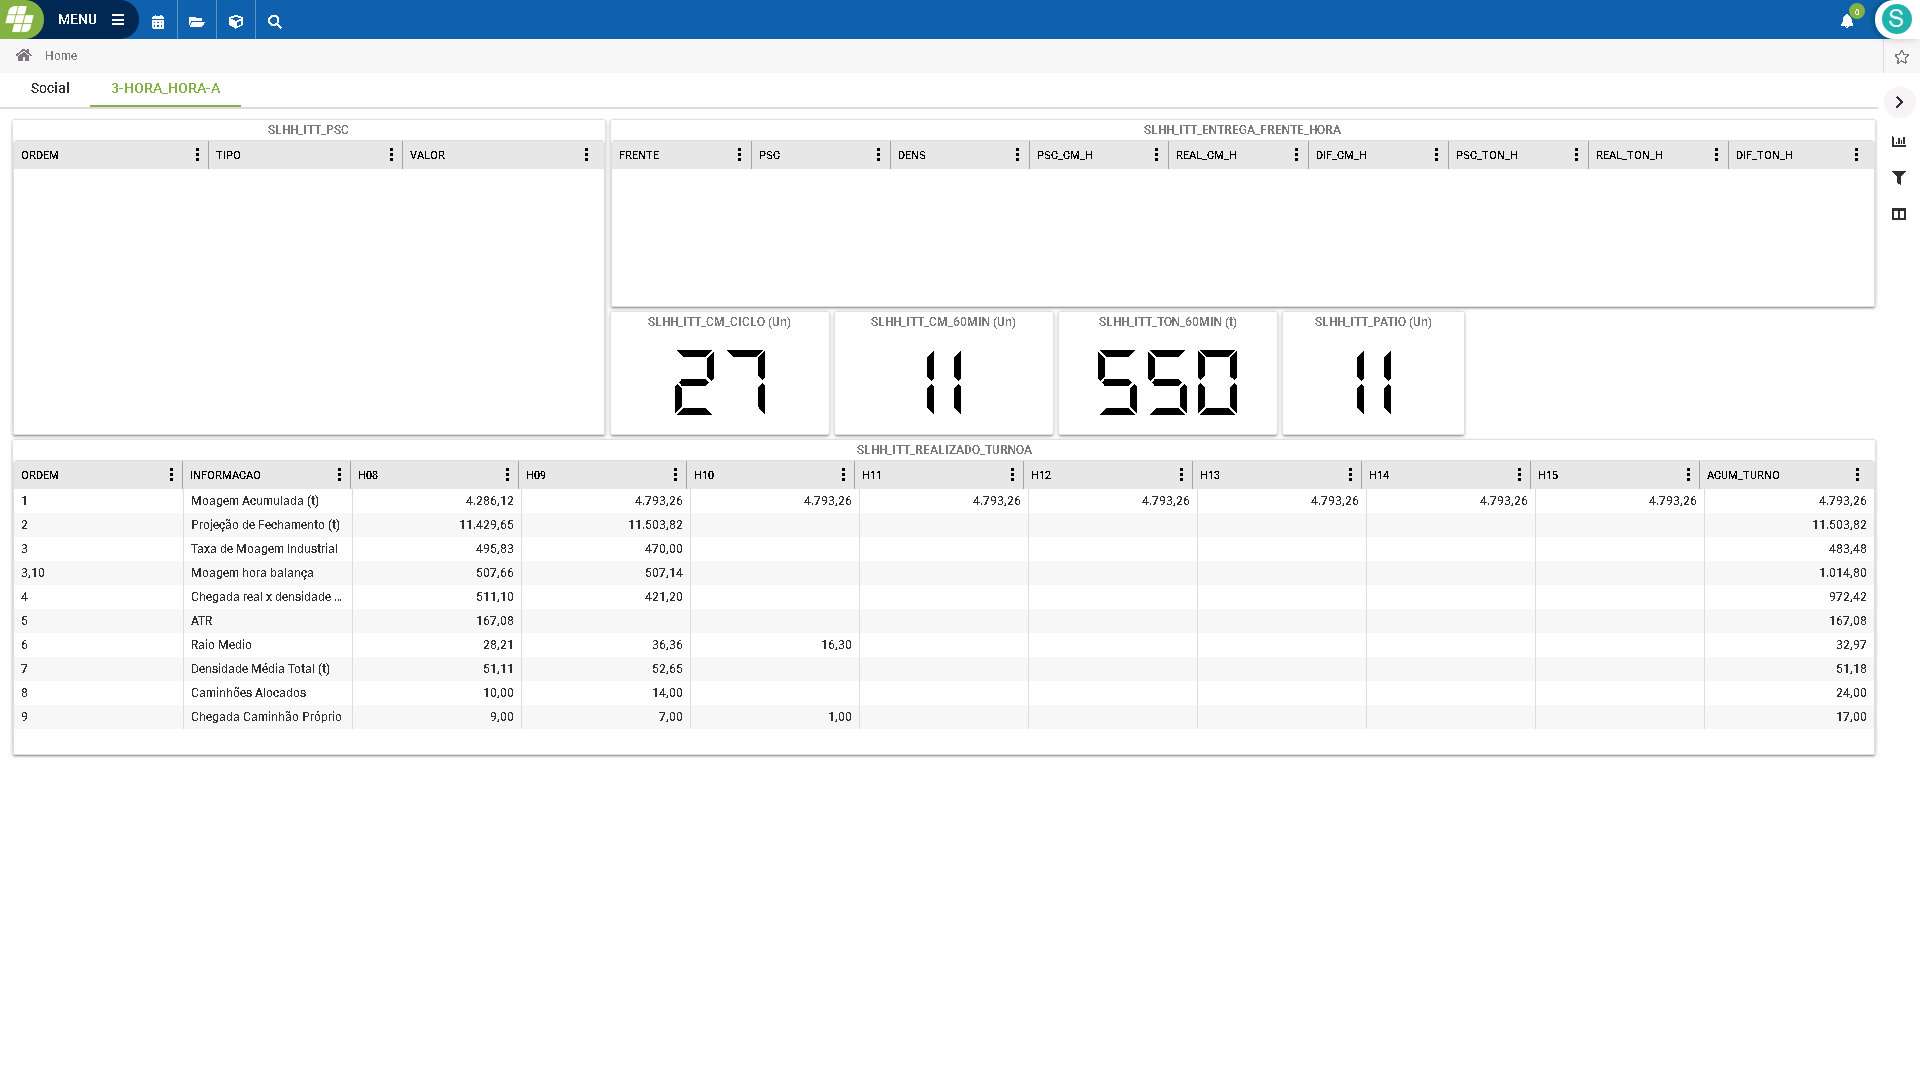 MENU
0
S
Home
Social
3-HORA_HORA-A
SLHH_ITT_PSC
ORDEM TIPO VALOR
SLHH_ITT_ENTREGA_FRENTE_HORA
FRENTE PSC DENS PSC_CM_H REAL_CM_H DIF_CM_H PSC_TON_H REAL_TON_H DIF_TON_H
SLHH_ITT_CM_CICLO (Un)
27
SLHH_ITT_CM_60MIN (Un)
11
SLHH_ITT_TON_60MIN (t)
550
SLHH_ITT_PATIO (Un)
11
SLHH_ITT_REALIZADO_TURNOA
ORDEM INFORMACAO H08 H09 H10 H11 H12 H13 H14 H15 ACUM_TURNO
1 Moagem Acumulada (t) 4.286,12 4.793,26 4.793,26 4.793,26 4.793,26 4.793,26 4.793,26 4.793,26 4.793,26
2 Projeção de Fechamento (t) 11.429,65 11.503,82 11.503,82
3 Taxa de Moagem Industrial 495,83 470,00 483,48
3,10 Moagem hora balança 507,66 507,14 1.014,80
4 Chegada real x densidade ... 511,10 421,20 972,42
5 ATR 167,08 167,08
6 Raio Medio 28,21 36,36 16,30 32,97
7 Densidade Média Total (t) 51,11 52,65 51,18
8 Caminhões Alocados 10,00 14,00 24,00
9 Chegada Caminhão Próprio 9,00 7,00 1,00 17,00